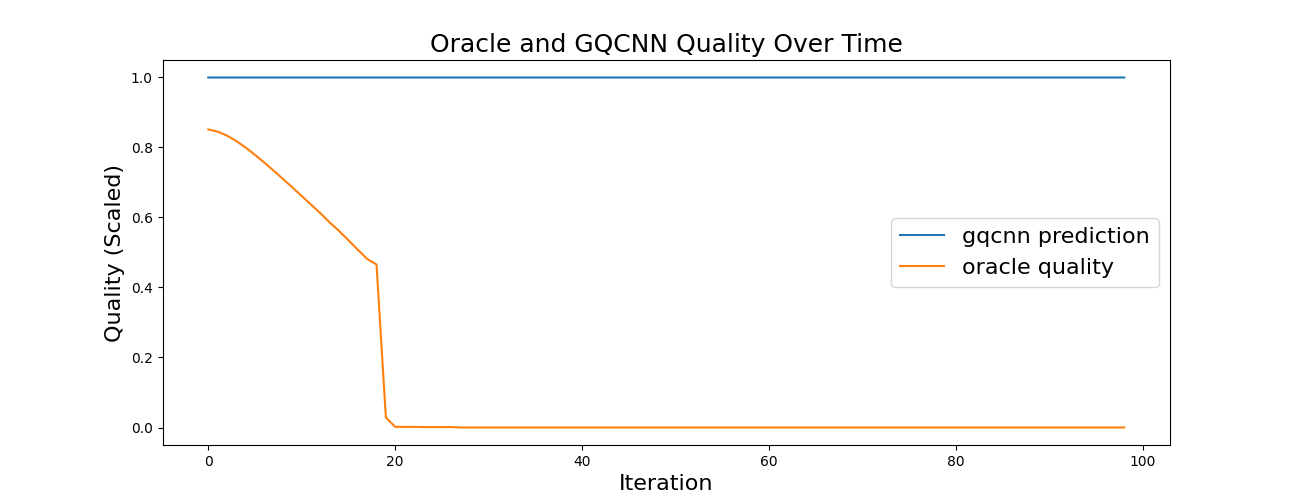 Oracle and GQCNN Quality Over Time
Quality (Scaled)
1.0
0.8
0.6
0.4
0.2
0.0
gqcnn prediction
oracle quality
0 20 40 60 80 100
Iteration